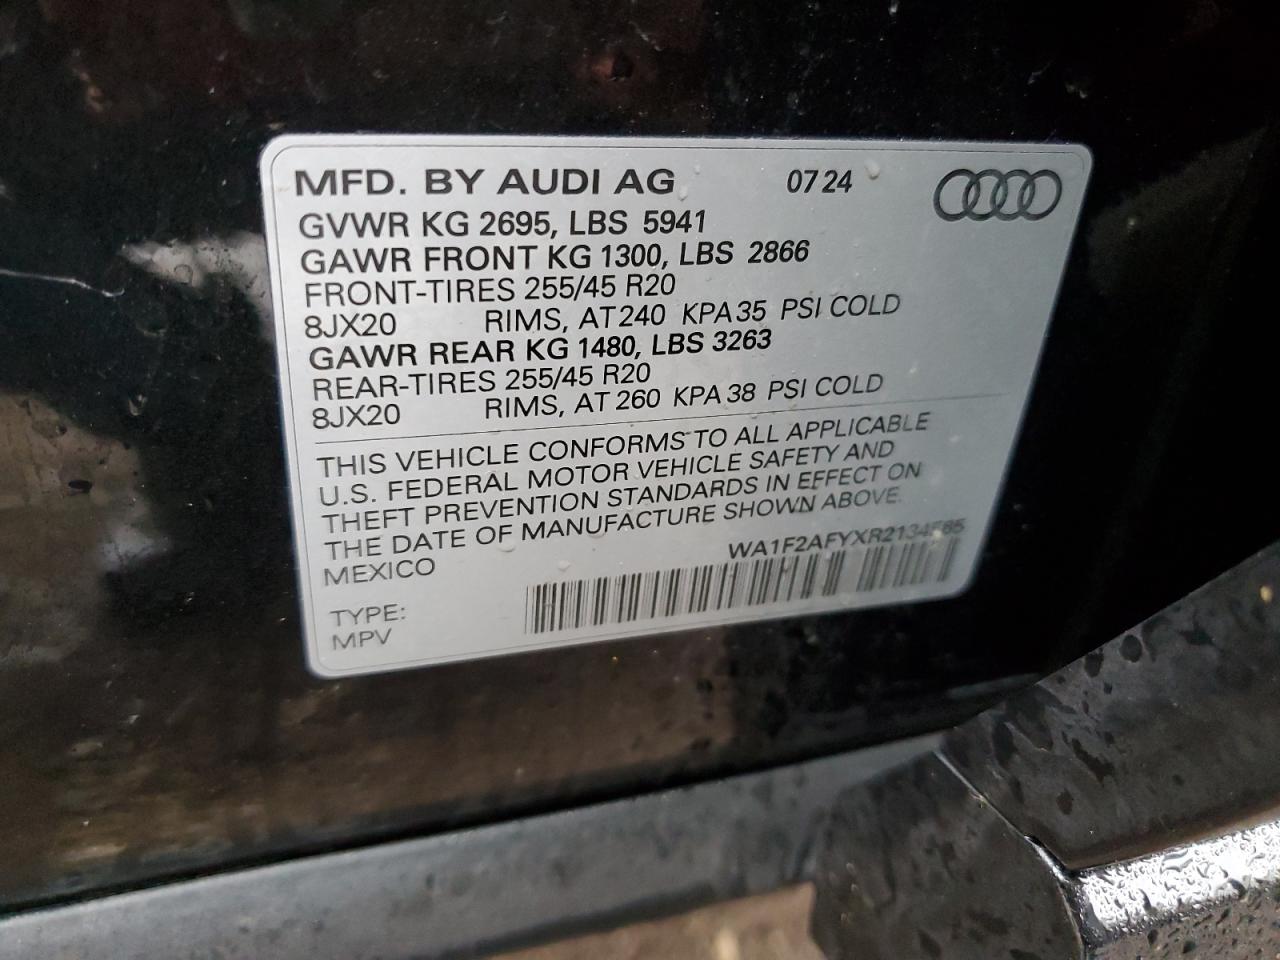 MFD. BY AUDI AG 07 24
GVWR KG 2695, LBS 5941
GAWR FRONT KG 1300, LBS 2866
FRONT-TIRES 255/45 R20
8JX20 RIMS, AT 240 KPA 35 PSI COLD
GAWR REAR KG 1480, LBS 3263
REAR-TIRES 255/45 R20
8JX20 RIMS, AT 260 KPA 38 PSI COLD
THIS VEHICLE CONFORMS TO ALL APPLICABLE
U.S. FEDERAL MOTOR VEHICLE SAFETY AND
THEFT PREVENTION STANDARDS IN EFFECT ON
THE DATE OF MANUFACTURE SHOWN ABOVE.
MEXICO
TYPE:
MPV